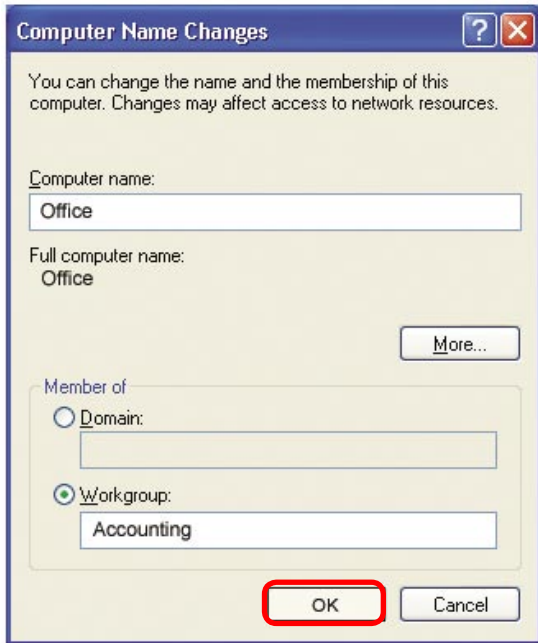 Computer Name Changes
You can change the name and the membership of this
computer. Changes may affect access to network resources.
Computer name:
Office
Full computer name:
Office
More...
Member of
Domain:
Workgroup:
Accounting
OK
Cancel